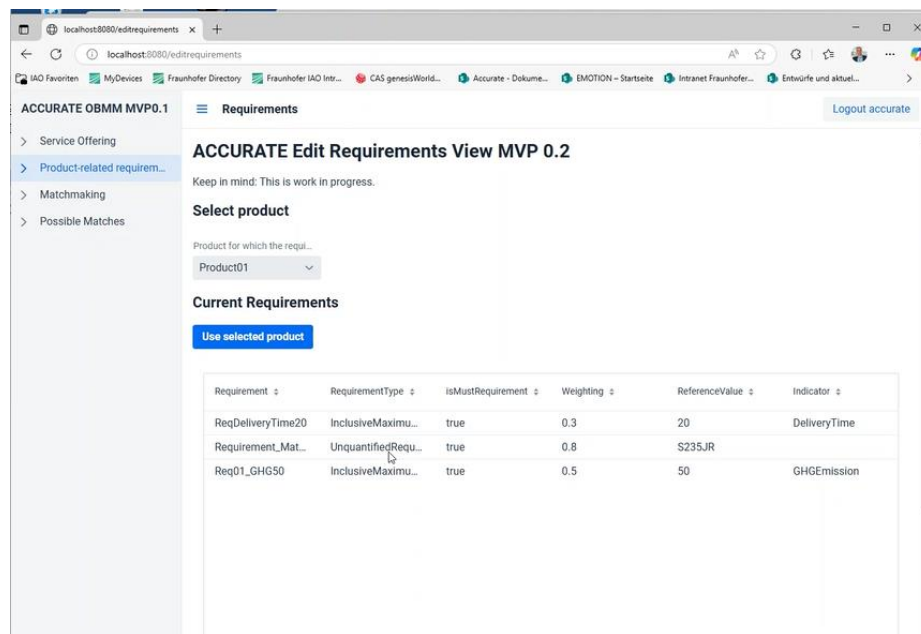 localhost:8080/editrequirements
localhost:8080/editrequirements
IAO Favoriten MyDevices Fraunhofer Directory Fraunhofer IAO Intr... CAS genesisWorld... Accurate - Dokume... EMOTION – Startseite Intranet Fraunhofer... Entwürfe und aktuel...
ACCURATE OBMM MVP0.1
Requirements
Logout accurate
Service Offering
Product-related requirem...
Matchmaking
Possible Matches
ACCURATE Edit Requirements View MVP 0.2
Keep in mind: This is work in progress.
Select product
Product for which the requi...
Product01
Current Requirements
Use selected product
Requirement RequirementType isMustRequirement Weighting ReferenceValue Indicator
ReqDeliveryTime20 InclusiveMaximu... true 0.3 20 DeliveryTime
Requirement_Mat... UnquantifiedRequ... true 0.8 S235JR
Req01_GHG50 InclusiveMaximu... true 0.5 50 GHGEmission